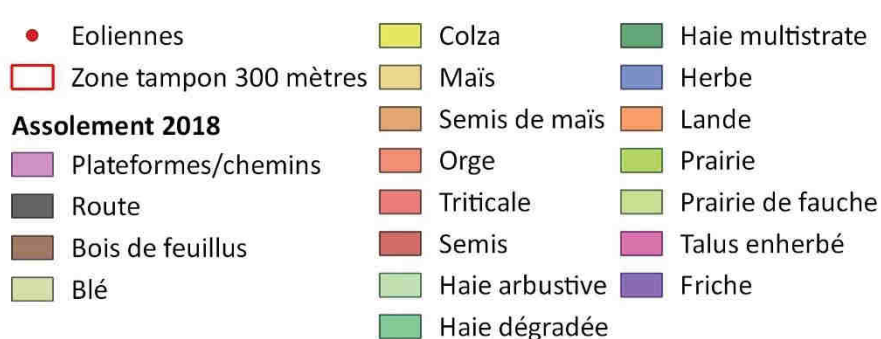 Eoliennes
Zone tampon 300 mètres
Assolement 2018
Plateformes/chemins
Route
Bois de feuillus
Blé
Colza
Maïs
Semis de maïs
Orge
Triticale
Semis
Haie arbustive
Haie dégradée
Haie multistrate
Herbe
Lande
Prairie
Prairie de fauche
Talus enherbé
Friche